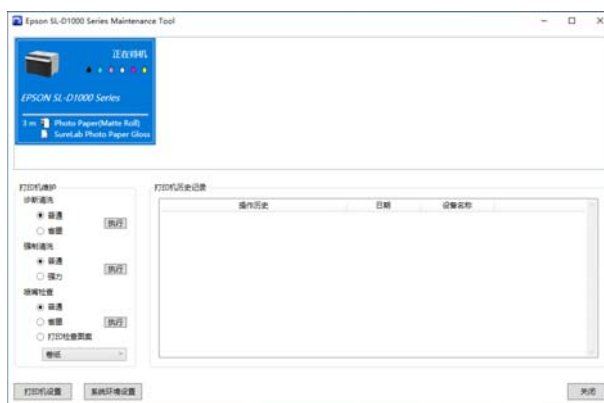 Epson SL-D1000 Series Maintenance Tool
正在待机
EPSON SL-D1000 Series
3 m Photo Paper(Matte Roll)
SureLab Photo Paper Gloss
打印机维护
诊断清洗
普通
省墨
执行
强制清洗
普通
强力
执行
喷嘴检查
普通
省墨
执行
打印检查图案
卷纸
打印机历史记录
操作历史 日期 设备名称
打印机设置 系统环境设置 关闭